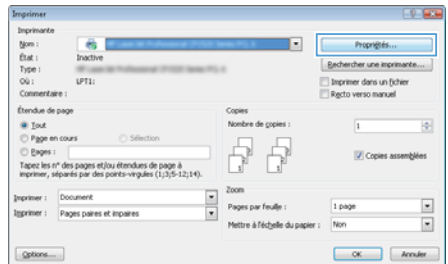 Imprimer
Imprimante
Nom :
Propriétés...
État : Inactive
Type :
Rechercher une imprimante...
Où : LPT1:
Imprimer dans un fichier
Commentaire :
Recto verso manuel
Étendue de page
Tout
Page en cours Sélection
Pages :
Tapez les n° des pages et/ou étendues de page à
imprimer, séparés par des points-virgules (1;3;5-12;14).
Copies
Nombre de copies : 1
Copies assemblées
Imprimer : Document
Imprimer : Pages paires et impaires
Zoom
Pages par feuille : 1 page
Mettre à l'échelle du papier : Non
Options...
OK
Annuler